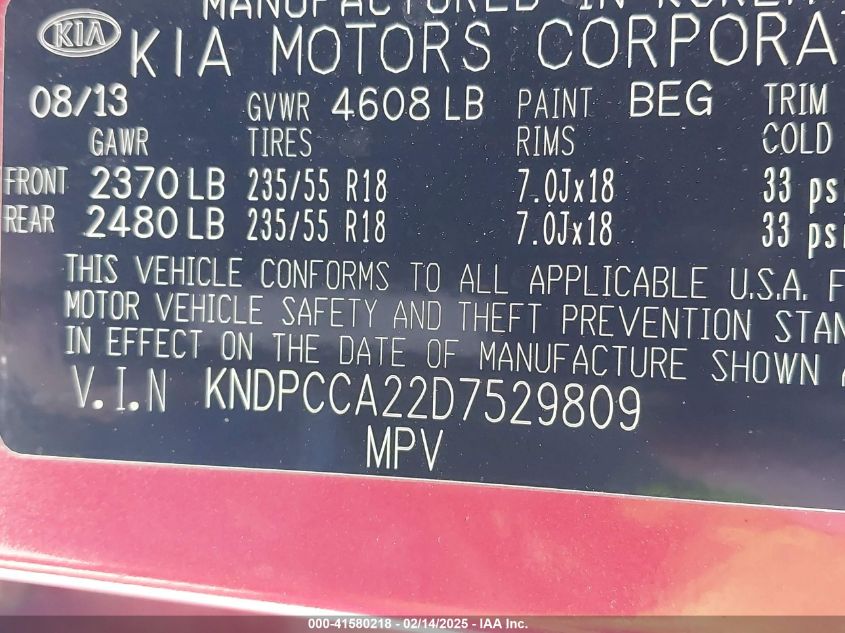 MANUFACTURED IN KOREA
KIA KIA MOTORS CORPORA
08/13 GVWR 4608 LB PAINT BEG TRIM
GAWR TIRES RIMS COLD
FRONT 2370 LB 235/55 R18 7.0Jx18 33 ps
REAR 2480 LB 235/55 R18 7.0Jx18 33 psi
THIS VEHICLE CONFORMS TO ALL APPLICABLE U.S.A. F
MOTOR VEHICLE SAFETY AND THEFT PREVENTION STAN
IN EFFECT ON THE DATE OF MANUFACTURE SHOWN
V.I.N KNDPCCA22D7529809
MPV
000-41580218 - 02/14/2025 - IAA Inc.